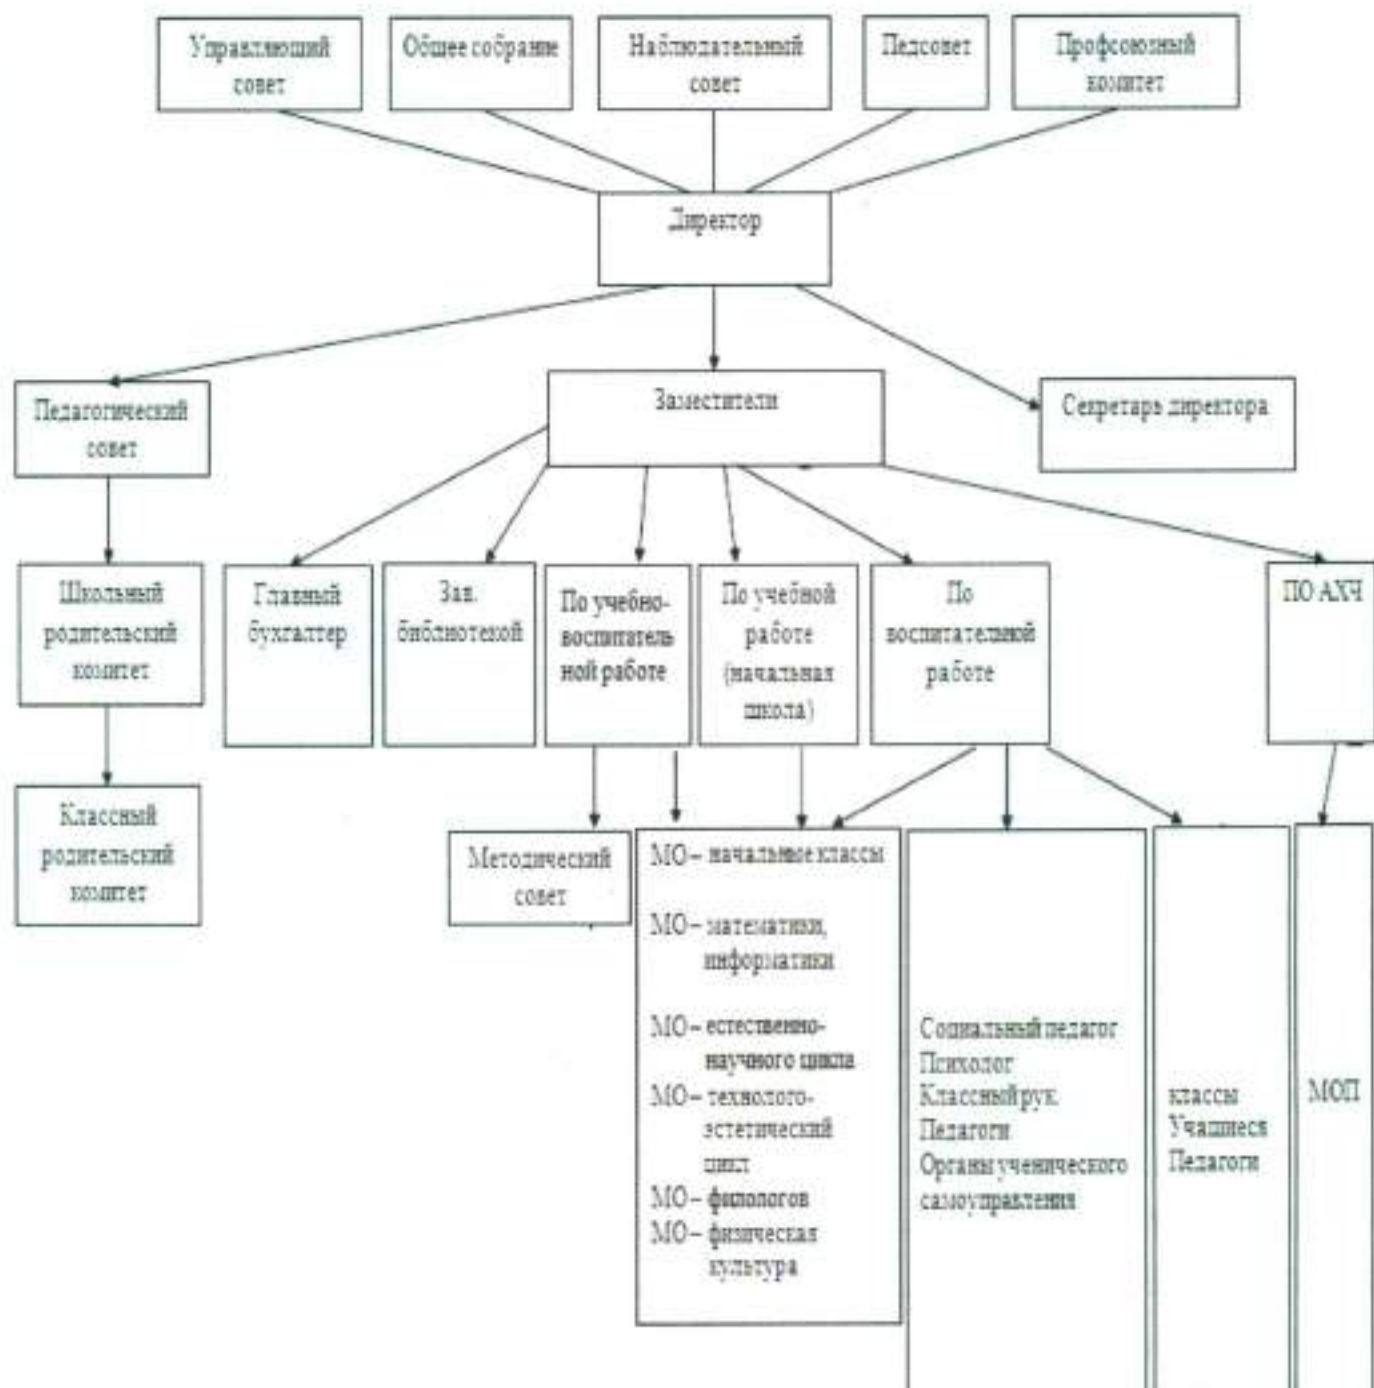 Управляющий
совет
Общее собрание
Наблюдательный
совет
Педсовет
Профсоюзный
комитет
Директор
Педагогический
совет
Заместители
Секретарь директора
Школьный
родительский
комитет
Главный
бухгалтер
Зав.
библиотекой
По учебно-
воспитатель
ной работе
По учебной
работе
(начальная
школа)
По
воспитательной
работе
ПО АХЧ
Классный
родительский
комитет
Методический
совет
МО – начальные классы
МО – математики,
информатики
МО – естественно-
научного цикла
МО – технолого-
эстетический
цикл
МО – филологов
МО – физическая
культура
Социальный педагог
Психолог
Классный рук.
Педагоги
Органы ученического
самоуправления
классы
Учащиеся
Педагоги
МОП